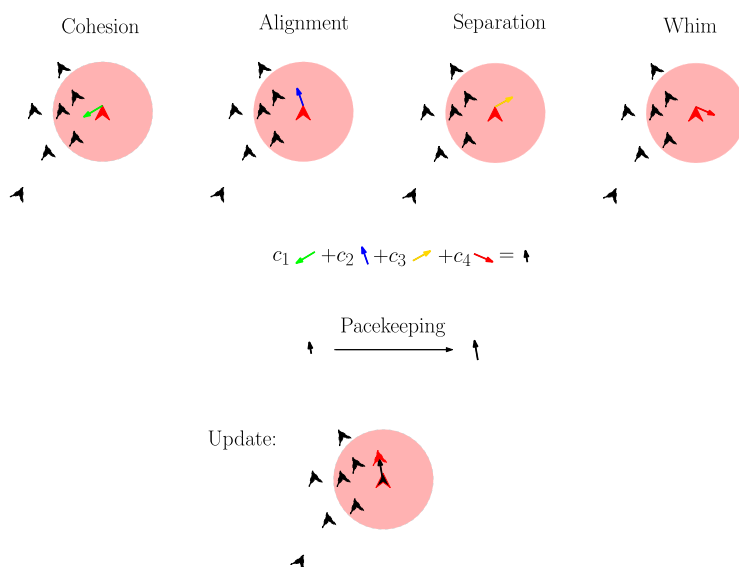 Cohesion Alignment Separation Whim
c₁ +c₂ +c₃ +c₄ =
Pacekeeping
Update: